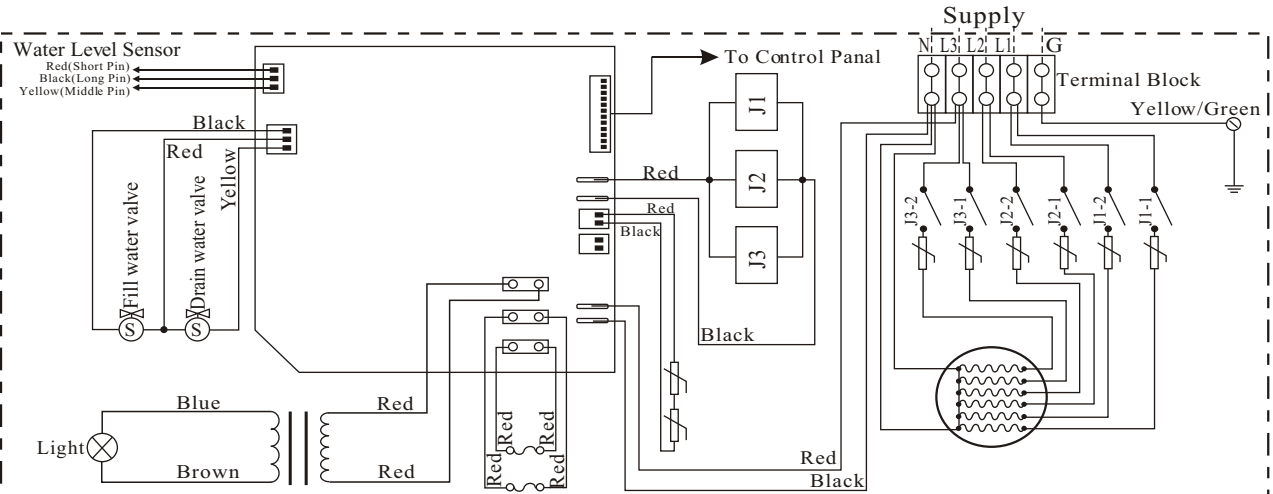 Supply
N L3 L2 L1 G
Terminal Block
Yellow/Green
Water Level Sensor
Red(Short Pin)
Black(Long Pin)
Yellow(Middle Pin)
To Control Panal
Black
Red
Yellow
Fill water valve
Drain water valve
S
S
J1
J2
J3
Red
Red
Black
Black
J3-2
J3-1
J2-2
J2-1
J1-2
J1-1
Light
Blue
Brown
Red
Red
Red
Red
Red
Red
Red
Black